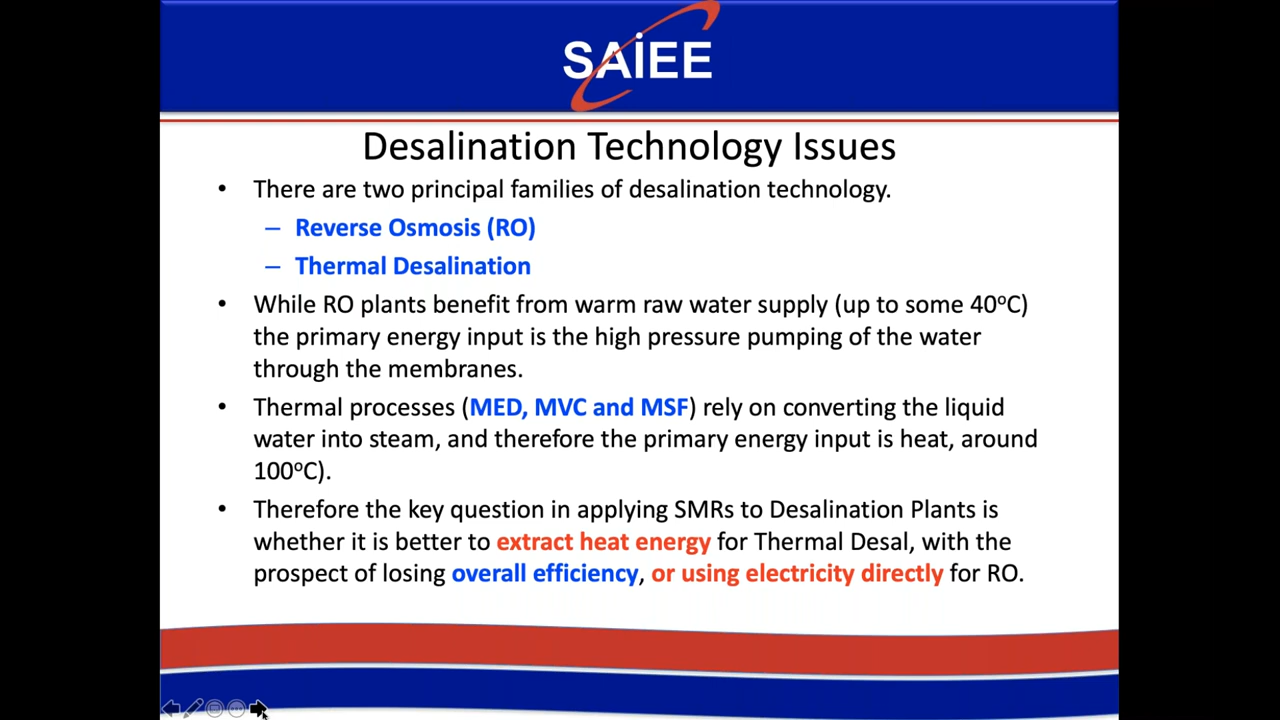 SAiEE
Desalination Technology Issues
• There are two principal families of desalination technology.
– Reverse Osmosis (RO)
– Thermal Desalination
• While RO plants benefit from warm raw water supply (up to some 40ºC)
the primary energy input is the high pressure pumping of the water
through the membranes.
• Thermal processes (MED, MVC and MSF) rely on converting the liquid
water into steam, and therefore the primary energy input is heat, around
100ºC).
• Therefore the key question in applying SMRs to Desalination Plants is
whether it is better to extract heat energy for Thermal Desal, with the
prospect of losing overall efficiency, or using electricity directly for RO.